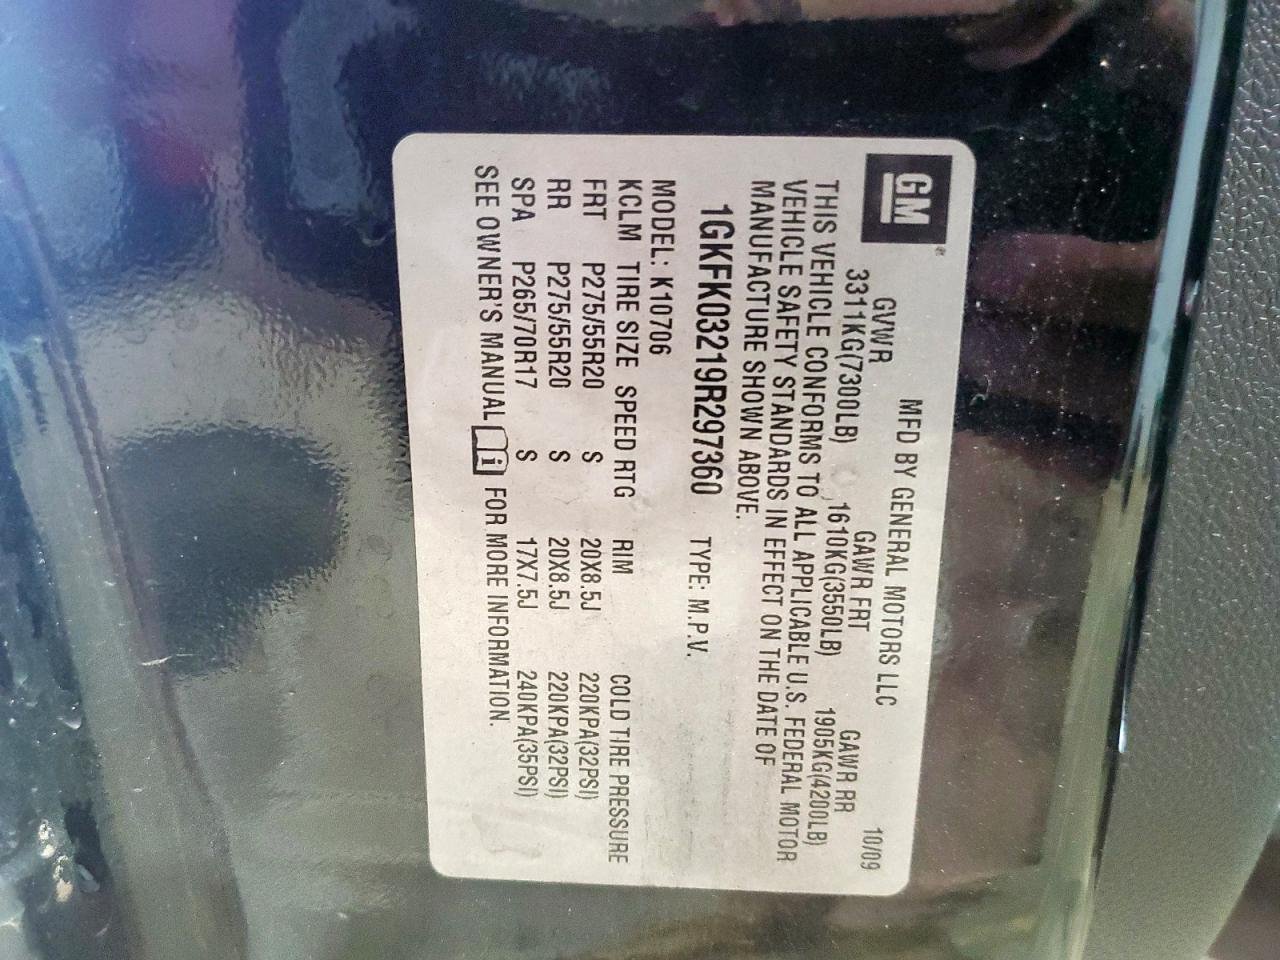 GM
MFD BY GENERAL MOTORS LLC 10/09
GVWR GAWR FRT GAWR RR
3311KG(7300LB) 1610KG(3550LB) 1905KG(4200LB)
THIS VEHICLE CONFORMS TO ALL APPLICABLE U.S. FEDERAL MOTOR
VEHICLE SAFETY STANDARDS IN EFFECT ON THE DATE OF
MANUFACTURE SHOWN ABOVE.
1GKFK03219R297360 TYPE: M.P.V.
MODEL: K10706
KCLM TIRE SIZE SPEED RTG RIM COLD TIRE PRESSURE
FRT P275/55R20 S 20X8.5J 220KPA(32PSI)
RR P275/55R20 S 20X8.5J 220KPA(32PSI)
SPA P265/70R17 S 17X7.5J 240KPA(35PSI)
SEE OWNER'S MANUAL i FOR MORE INFORMATION.